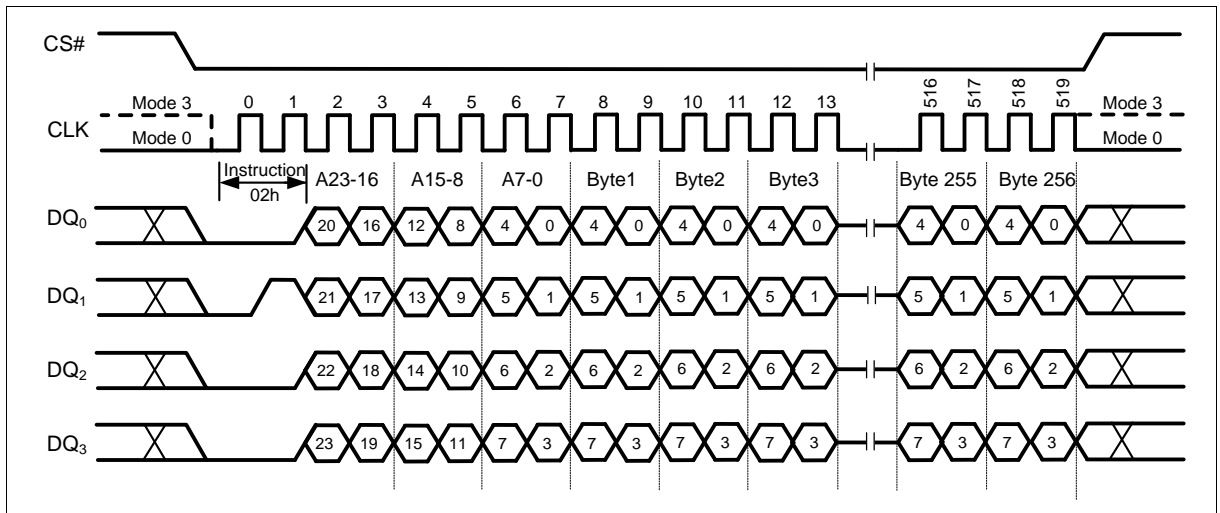 CS#
Mode 3 0 1 2 3 4 5 6 7 8 9 10 11 12 13 516 517 518 519 Mode 3
CLK
Mode 0 Mode 0
Instruction A23-16 A15-8 A7-0 Byte1 Byte2 Byte3 Byte 255 Byte 256
02h
DQ0 20 16 12 8 4 0 4 0 4 0 4 0 4 0 4 0
DQ1 21 17 13 9 5 1 5 1 5 1 5 1 5 1 5 1
DQ2 22 18 14 10 6 2 6 2 6 2 6 2 6 2 6 2
DQ3 23 19 15 11 7 3 7 3 7 3 7 3 7 3 7 3